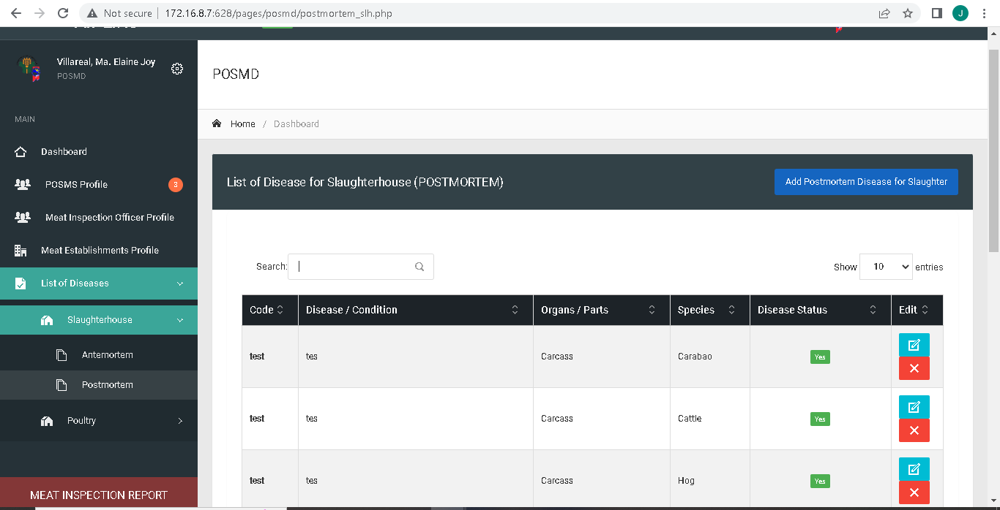 Not secure
172.16.8.7:628/pages/posmd/postmortem_slh.php
J
Villareal, Ma. Elaine Joy
POSMD
MAIN
Dashboard
POSMS Profile
3
Meat Inspection Officer Profile
Meat Establishments Profile
List of Diseases
Slaughterhouse
Antemortem
Postmortem
Poultry
MEAT INSPECTION REPORT
POSMD
Home / Dashboard
List of Disease for Slaughterhouse (POSTMORTEM)
Add Postmortem Disease for Slaughter
Search:
Show 10 entries
Code Disease / Condition Organs / Parts Species Disease Status Edit
test tes Carcass Carabao Yes
test tes Carcass Cattle Yes
test tes Carcass Hog Yes